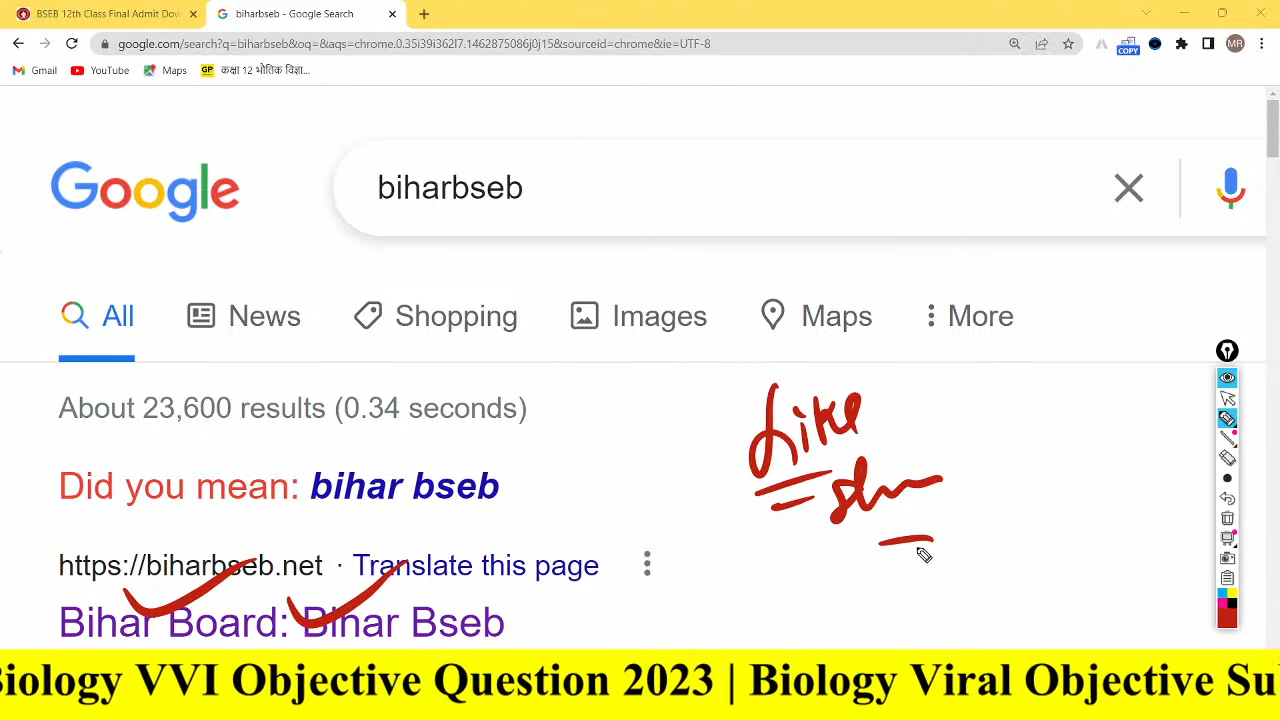 BSEB 12th Class Final Admit Dow
biharbseb - Google Search
google.com/search?q=biharbseb&oq=&aqs=chrome.0.35i39i362l7.1462875086j0j15&sourceid=chrome&ie=UTF-8
COPY
MR
Gmail
YouTube
Maps
GP
कक्षा 12 भौतिक विज्ञा...
Google
biharbseb
All
News
Shopping
Images
Maps
More
About 23,600 results (0.34 seconds)
Like
Did you mean: bihar bseb
https://biharbseb.net · Translate this page
Bihar Board: Bihar Bseb
Biology VVI Objective Question 2023 | Biology Viral Objective Su